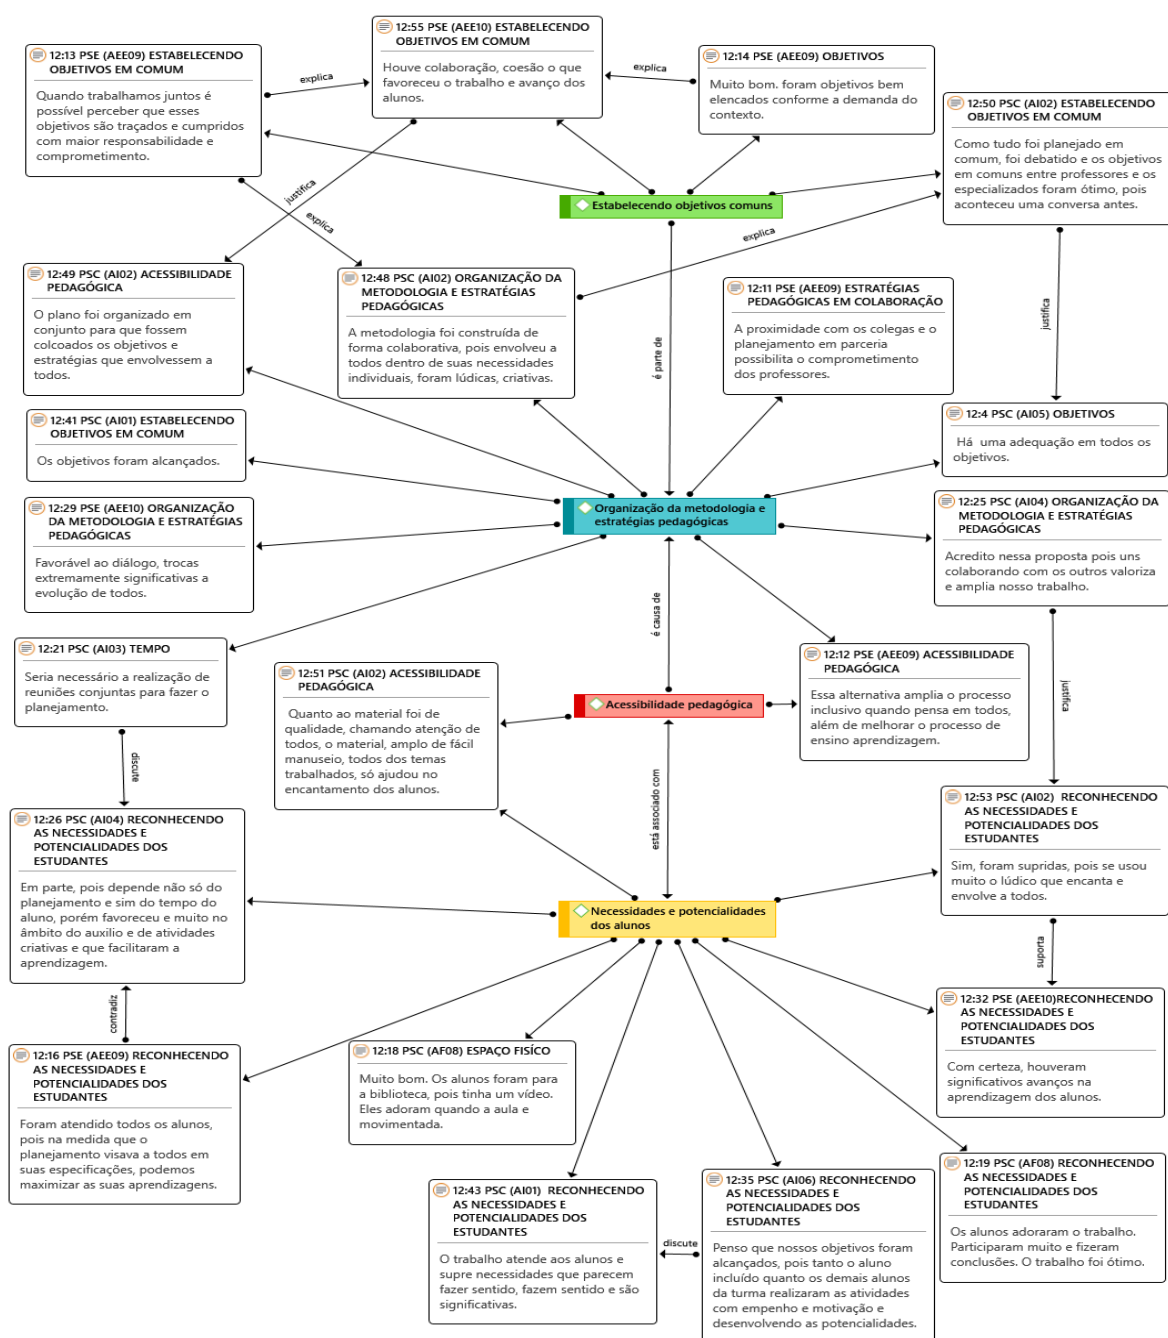 12:13 PSE (AEE09) ESTABELECENDO
OBJETIVOS EM COMUM
Quando trabalhamos juntos é
possível perceber que esses
objetivos são traçados e cumpridos
com maior responsabilidade e
comprometimento.
explica
12:55 PSE (AEE10) ESTABELECENDO
OBJETIVOS EM COMUM
Houve colaboração, coesão o que
favoreceu o trabalho e avanço dos
alunos.
explica
12:14 PSE (AEE09) OBJETIVOS
Muito bom. foram objetivos bem
elencados conforme a demanda do
contexto.
12:50 PSC (AI02) ESTABELECENDO
OBJETIVOS EM COMUM
Como tudo foi planejado em
comum, foi debatido e os objetivos
em comuns entre professores e os
especializados foram ótimo, pois
aconteceu uma conversa antes.
justifica
explica
Estabelecendo objetivos comuns
explica
12:49 PSC (AI02) ACESSIBILIDADE
PEDAGÓGICA
O plano foi organizado em
conjunto para que fossem
colcoados os objetivos e
estratégias que envolvessem a
todos.
12:48 PSC (AI02) ORGANIZAÇÃO DA
METODOLOGIA E ESTRATÉGIAS
PEDAGÓGICAS
A metodologia foi construída de
forma colaborativa, pois envolveu a
todos dentro de suas necessidades
individuais, foram lúdicas, criativas.
é parte de
12:11 PSE (AEE09) ESTRATÉGIAS
PEDAGÓGICAS EM COLABORAÇÃO
A proximidade com os colegas e o
planejamento em parceria
possibilita o comprometimento
dos professores.
justifica
12:41 PSC (AI01) ESTABELECENDO
OBJETIVOS EM COMUM
Os objetivos foram alcançados.
12:4 PSC (AI05) OBJETIVOS
Há uma adequação em todos os
objetivos.
12:29 PSE (AEE10) ORGANIZAÇÃO
DA METODOLOGIA E ESTRATÉGIAS
PEDAGÓGICAS
Favorável ao diálogo, trocas
extremamente significativas a
evolução de todos.
Organização da metodologia e
estratégias pedagógicas
12:25 PSC (AI04) ORGANIZAÇÃO DA
METODOLOGIA E ESTRATÉGIAS
PEDAGÓGICAS
Acredito nessa proposta pois uns
colaborando com os outros valoriza
e amplia nosso trabalho.
é causa de
12:21 PSC (AI03) TEMPO
Seria necessário a realização de
reuniões conjuntas para fazer o
planejamento.
12:51 PSC (AI02) ACESSIBILIDADE
PEDAGÓGICA
Quanto ao material foi de
qualidade, chamando atenção de
todos, o material, amplo de fácil
manuseio, todos dos temas
trabalhados, só ajudou no
encantamento dos alunos.
Acessibilidade pedagógica
12:12 PSE (AEE09) ACESSIBILIDADE
PEDAGÓGICA
Essa alternativa amplia o processo
inclusivo quando pensa em todos,
além de melhorar o processo de
ensino aprendizagem.
justifica
discute
está associado com
12:26 PSC (AI04) RECONHECENDO
AS NECESSIDADES E
POTENCIALIDADES DOS
ESTUDANTES
Em parte, pois depende não só do
planejamento e sim do tempo do
aluno, porém favoreceu e muito no
âmbito do auxilio e de atividades
criativas e que facilitaram a
aprendizagem.
12:53 PSC (AI02) RECONHECENDO
AS NECESSIDADES E
POTENCIALIDADES DOS
ESTUDANTES
Sim, foram supridas, pois se usou
muito o lúdico que encanta e
envolve a todos.
Necessidades e potencialidades
dos alunos
suporta
contradiz
12:32 PSE (AEE10)RECONHECENDO
AS NECESSIDADES E
POTENCIALIDADES DOS
ESTUDANTES
Com certeza, houveram
significativos avanços na
aprendizagem dos alunos.
12:16 PSE (AEE09) RECONHECENDO
AS NECESSIDADES E
POTENCIALIDADES DOS
ESTUDANTES
Foram atendido todos os alunos,
pois na medida que o
planejamento visava a todos em
suas especificações, podemos
maximizar as suas aprendizagens.
12:18 PSC (AF08) ESPAÇO FISÍCO
Muito bom. Os alunos foram para
a biblioteca, pois tinha um vídeo.
Eles adoram quando a aula e
movimentada.
12:43 PSC (AI01) RECONHECENDO
AS NECESSIDADES E
POTENCIALIDADES DOS
ESTUDANTES
O trabalho atende aos alunos e
supre necessidades que parecem
fazer sentido, fazem sentido e são
significativas.
discute
12:35 PSC (AI06) RECONHECENDO
AS NECESSIDADES E
POTENCIALIDADES DOS
ESTUDANTES
Penso que nossos objetivos foram
alcançados, pois tanto o aluno
incluído quanto os demais alunos
da turma realizaram as atividades
com empenho e motivação e
desenvolvendo as potencialidades.
12:19 PSC (AF08) RECONHECENDO
AS NECESSIDADES E
POTENCIALIDADES DOS
ESTUDANTES
Os alunos adoraram o trabalho.
Participaram muito e fizeram
conclusões. O trabalho foi ótimo.